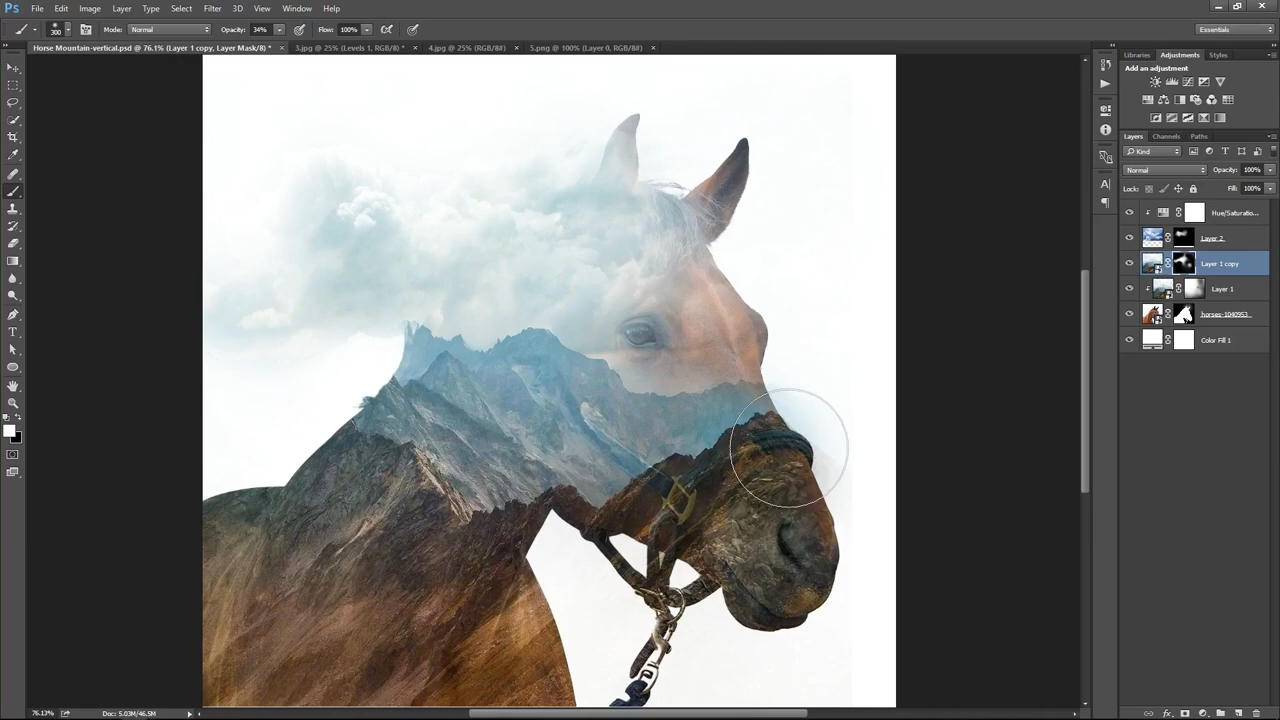 Ps File Edit Image Layer Type Select Filter 3D View Window Help
300 Mode: Normal Opacity: 34% Flow: 100% Essentials
Horse Mountain-vertical.psd @ 76.1% (Layer 1 copy, Layer Mask/8) * × 3.jpg @ 25% (Levels 1, RGB/8) * × 4.jpg @ 25% (RGB/8#) × 5.png @ 100% (Layer 0, RGB/8#) ×
Libraries Adjustments Styles
Add an adjustment
Layers Channels Paths
Kind
Normal Opacity: 100%
Lock: Fill: 100%
Hue/Saturatio...
Layer 2
Layer 1 copy
Layer 1
horses-1040953
Color Fill 1
76.13% Doc: 5.03M/46.5M